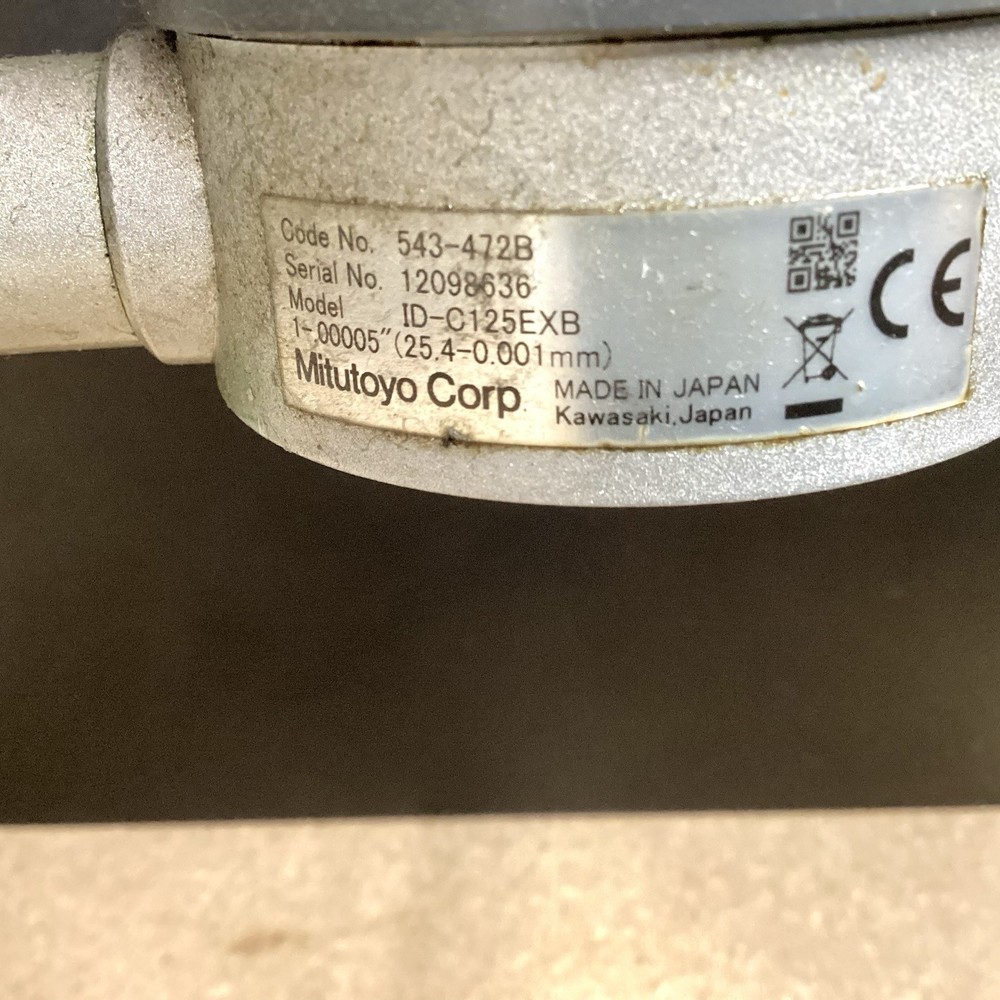 Code No. 543-472B
Serial No. 12098636
Model ID-C125EXB
1-.00005"(25.4-0.001mm)
Mitutoyo Corp.
MADE IN JAPAN
Kawasaki,Japan
CE